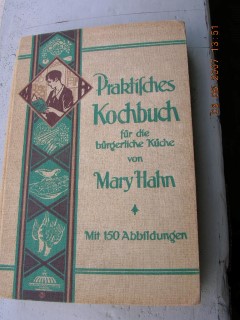 Praktisches
Kochbuch
für die
bürgerliche Küche
von
Mary Hahn
Mit 150 Abbildungen